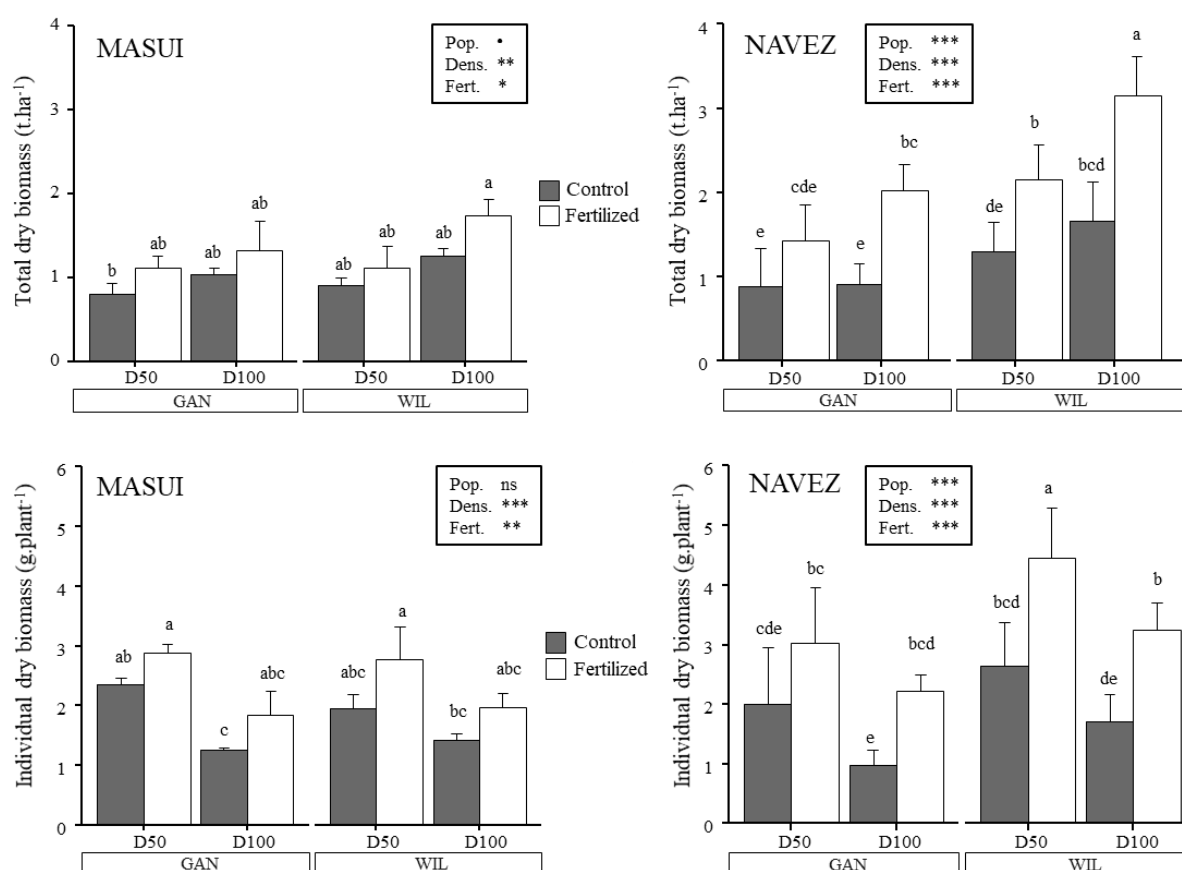 MASUI
Pop. •
Dens. **
Fert. *
Total dry biomass (t.ha-1)
4
3
2
1
0
b
ab
ab
ab
ab
ab
ab
a
D50
D100
D50
D100
GAN
WIL
Control
Fertilized
NAVEZ
Pop. ***
Dens. ***
Fert. ***
Total dry biomass (t.ha-1)
4
3
2
1
0
e
cde
e
bc
de
b
bcd
a
D50
D100
D50
D100
GAN
WIL
MASUI
Pop. ns
Dens. ***
Fert. **
Individual dry biomass (g.plant-1)
6
5
4
3
2
1
0
ab
a
c
abc
abc
a
bc
abc
D50
D100
D50
D100
GAN
WIL
Control
Fertilized
NAVEZ
Pop. ***
Dens. ***
Fert. ***
Individual dry biomass (g.plant-1)
6
5
4
3
2
1
0
cde
bc
e
bcd
bcd
a
de
b
D50
D100
D50
D100
GAN
WIL